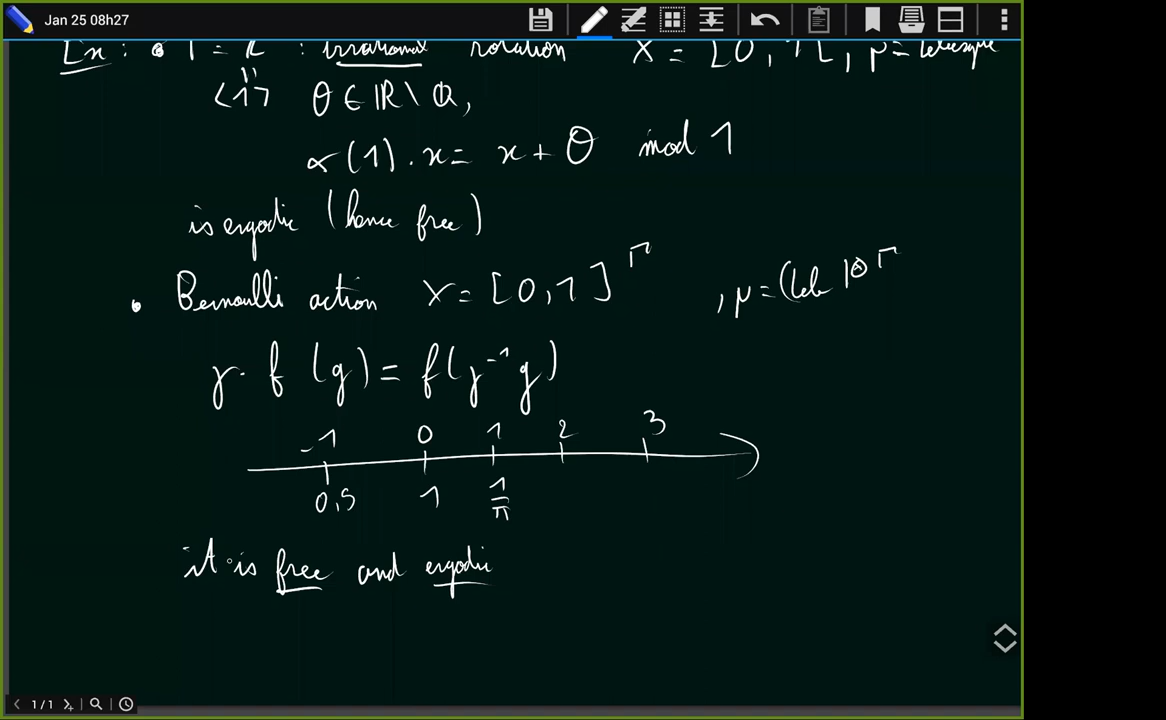 Jan 25 08h27
Ex : • Γ = Z : irrational rotation X = [0,1[, μ = Lebesgue
<1> θ ∈ ℝ \ ℚ,
α(1).x = x + θ mod 1
is ergodic (hence free)
• Bernoulli action X = [0,1]^Γ , μ = (Leb)^⊗Γ
γ. f (g) = f(γ⁻¹g)
-1 0 1 2 3
0,5 1 1/π
it is free and ergodic
1/1